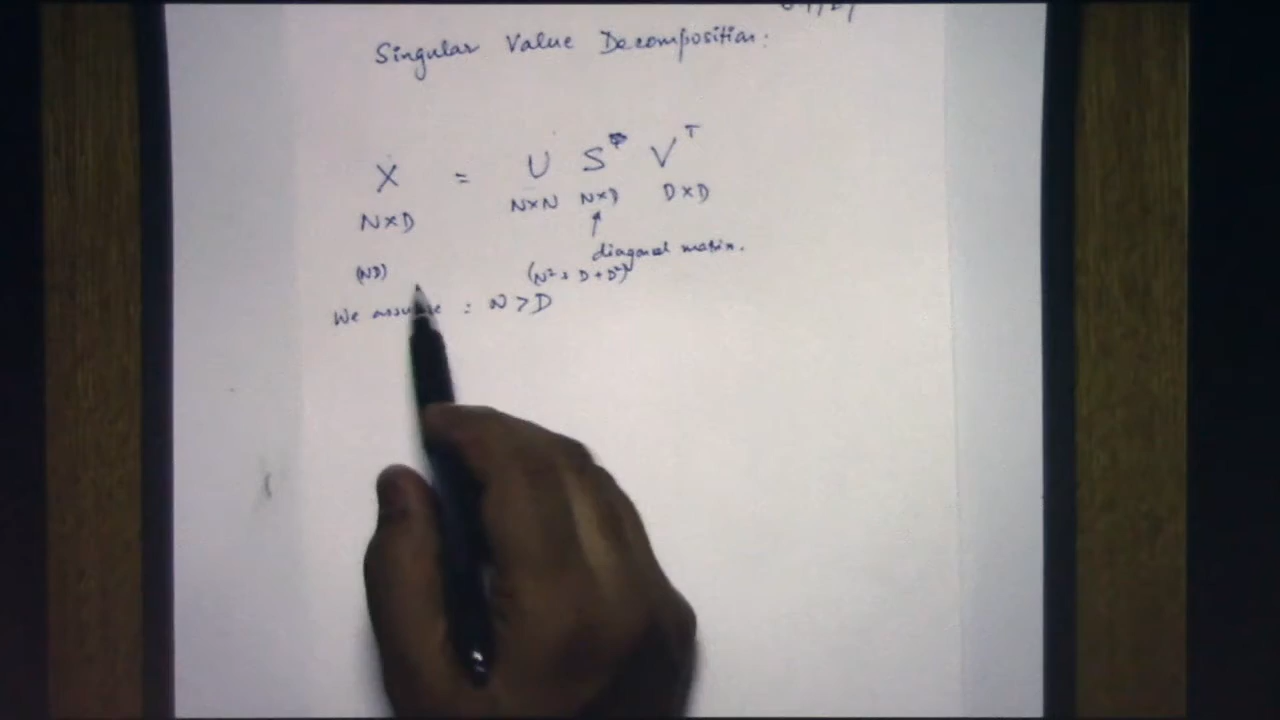 Singular Value Decomposition:
X = U S V^T
N×D N×N N×D D×D
diagonal matrix.
(ND) (N² + D + D²)
We assume : N > D